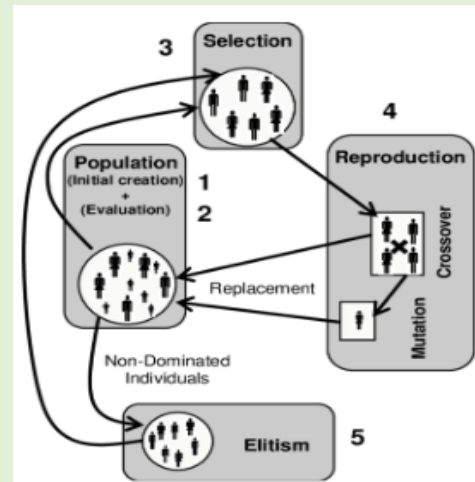 3
Selection
4
Reproduction
Population
(Initial creation)
+
(Evaluation)
1
2
Crossover
Replacement
Mutation
Non-Dominated
Individuals
Elitism
5